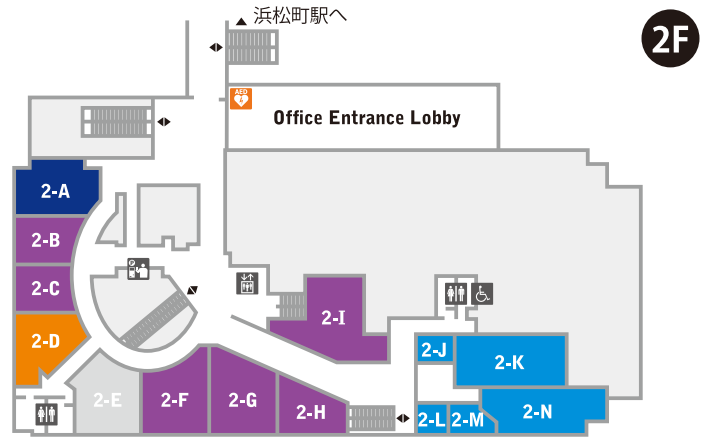 浜松町駅へ
2F
AED
Office Entrance Lobby
2-A
2-B
2-C
2-D
2-E
2-F
2-G
2-H
2-I
2-J
2-K
2-L
2-M
2-N
P